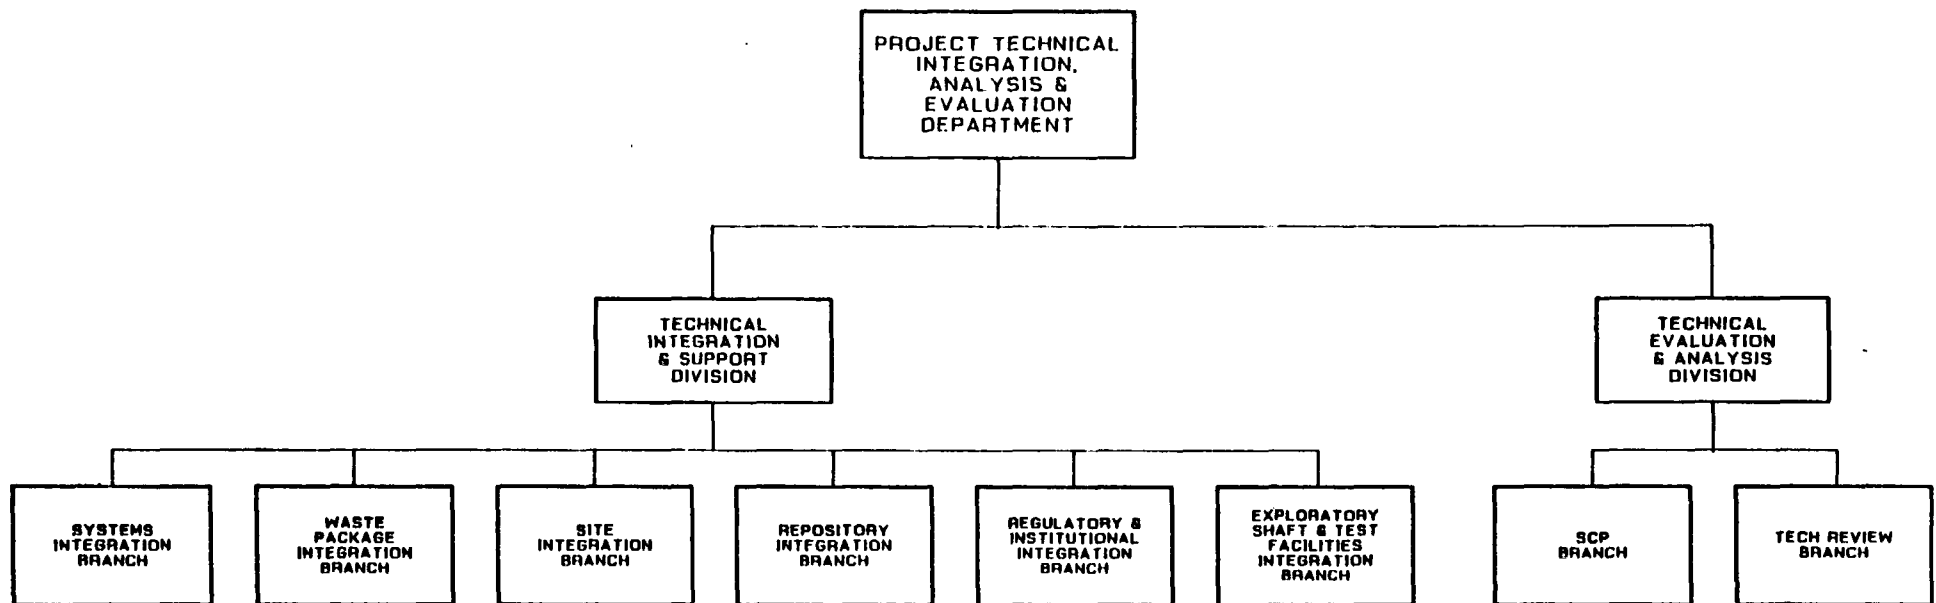 PROJECT TECHNICAL
INTEGRATION,
ANALYSIS &
EVALUATION
DEPARTMENT
TECHNICAL
INTEGRATION
& SUPPORT
DIVISION
TECHNICAL
EVALUATION
& ANALYSIS
DIVISION
SYSTEMS
INTEGRATION
BRANCH
WASTE
PACKAGE
INTEGRATION
BRANCH
SITE
INTEGRATION
BRANCH
REPOSITORY
INTEGRATION
BRANCH
REGULATORY &
INSTITUTIONAL
INTEGRATION
BRANCH
EXPLORATORY
SHAFT & TEST
FACILITIES
INTEGRATION
BRANCH
SCP
BRANCH
TECH REVIEW
BRANCH